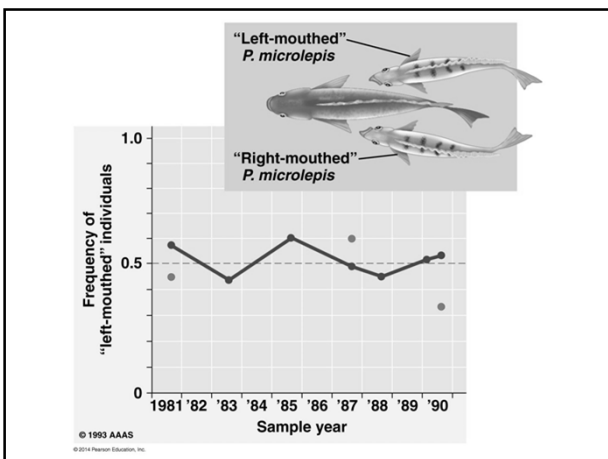 “Left-mouthed”
P. microlepis
“Right-mouthed”
P. microlepis
1.0
0.5
0
Frequency of
“left-mouthed” individuals
1981 ’82 ’83 ’84 ’85 ’86 ’87 ’88 ’89 ’90
Sample year
© 1993 AAAS
© 2014 Pearson Education, Inc.